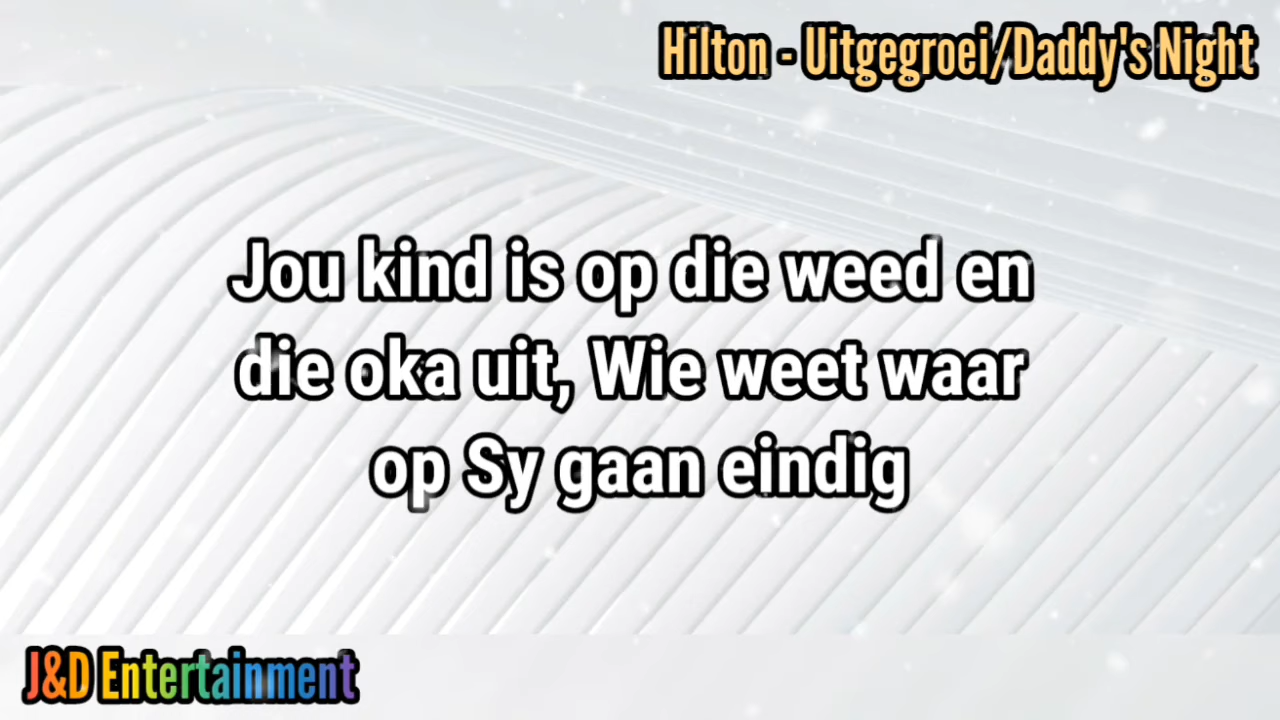 Hilton - Uitgegroei/Daddy's Night
Jou kind is op die weed en
die oka uit, Wie weet waar
op Sy gaan eindig
J&D Entertainment